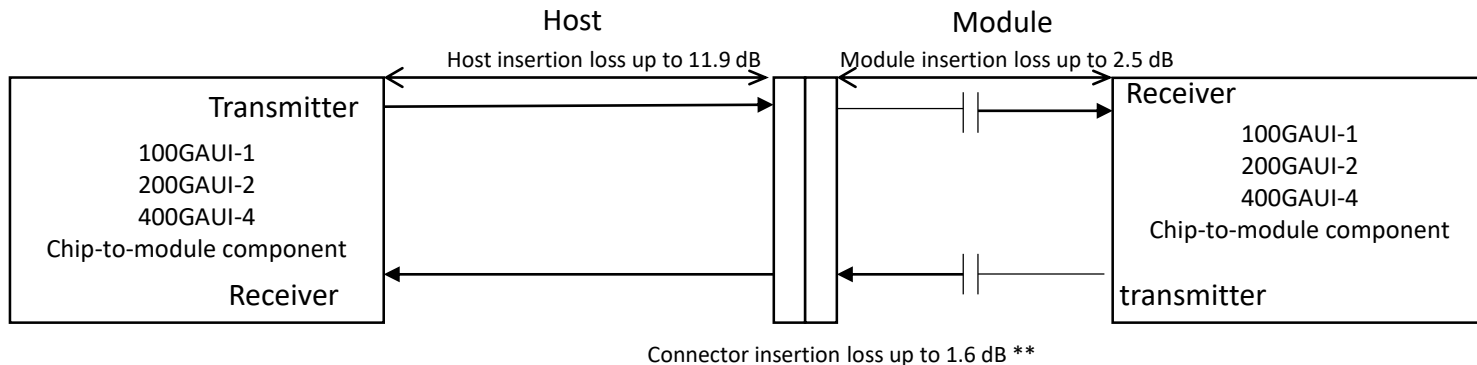 Host
Module
Host insertion loss up to 11.9 dB
Module insertion loss up to 2.5 dB
Transmitter
100GAUI-1
200GAUI-2
400GAUI-4
Chip-to-module component
Receiver
Receiver
100GAUI-1
200GAUI-2
400GAUI-4
Chip-to-module component
transmitter
Connector insertion loss up to 1.6 dB **